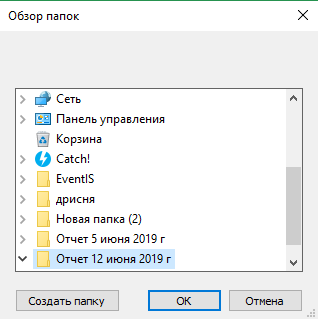 Обзор папок
Сеть
Панель управления
Корзина
Catch!
EventIS
дрисня
Новая папка (2)
Отчет 5 июня 2019 г
Отчет 12 июня 2019 г
Создать папку
OK
Отмена